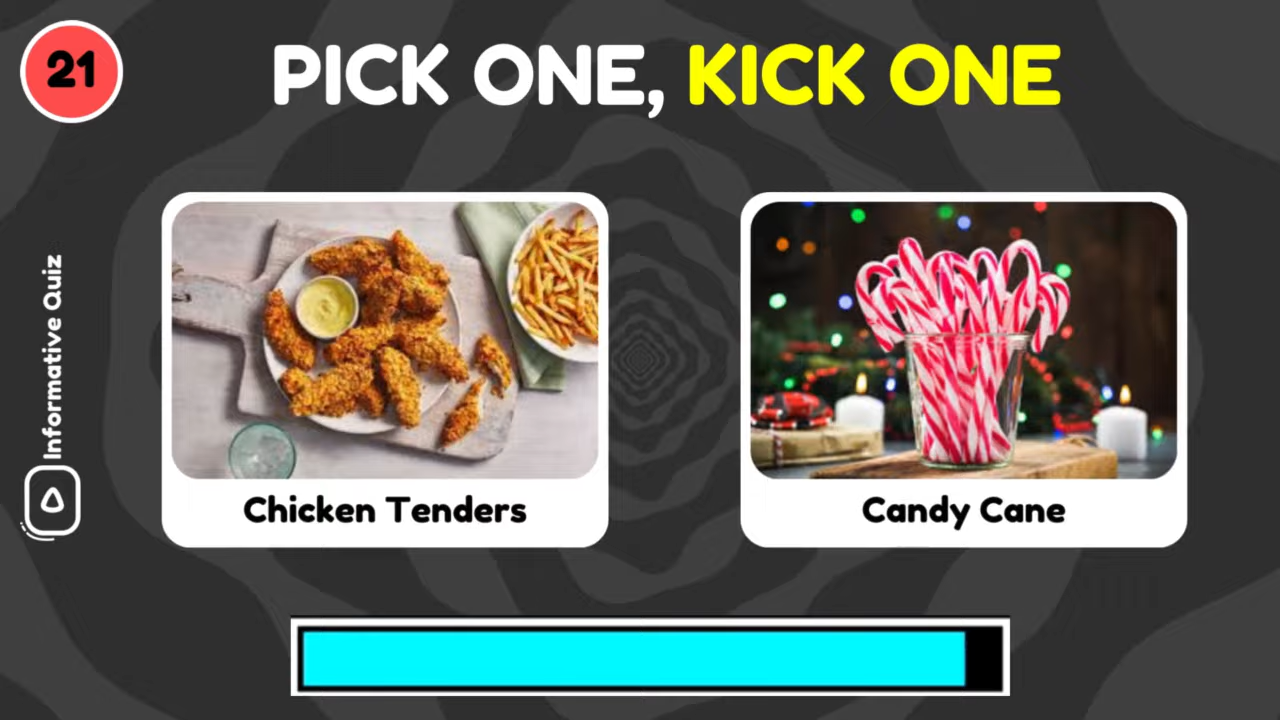 21
PICK ONE, KICK ONE
Informative Quiz
Chicken Tenders
Candy Cane